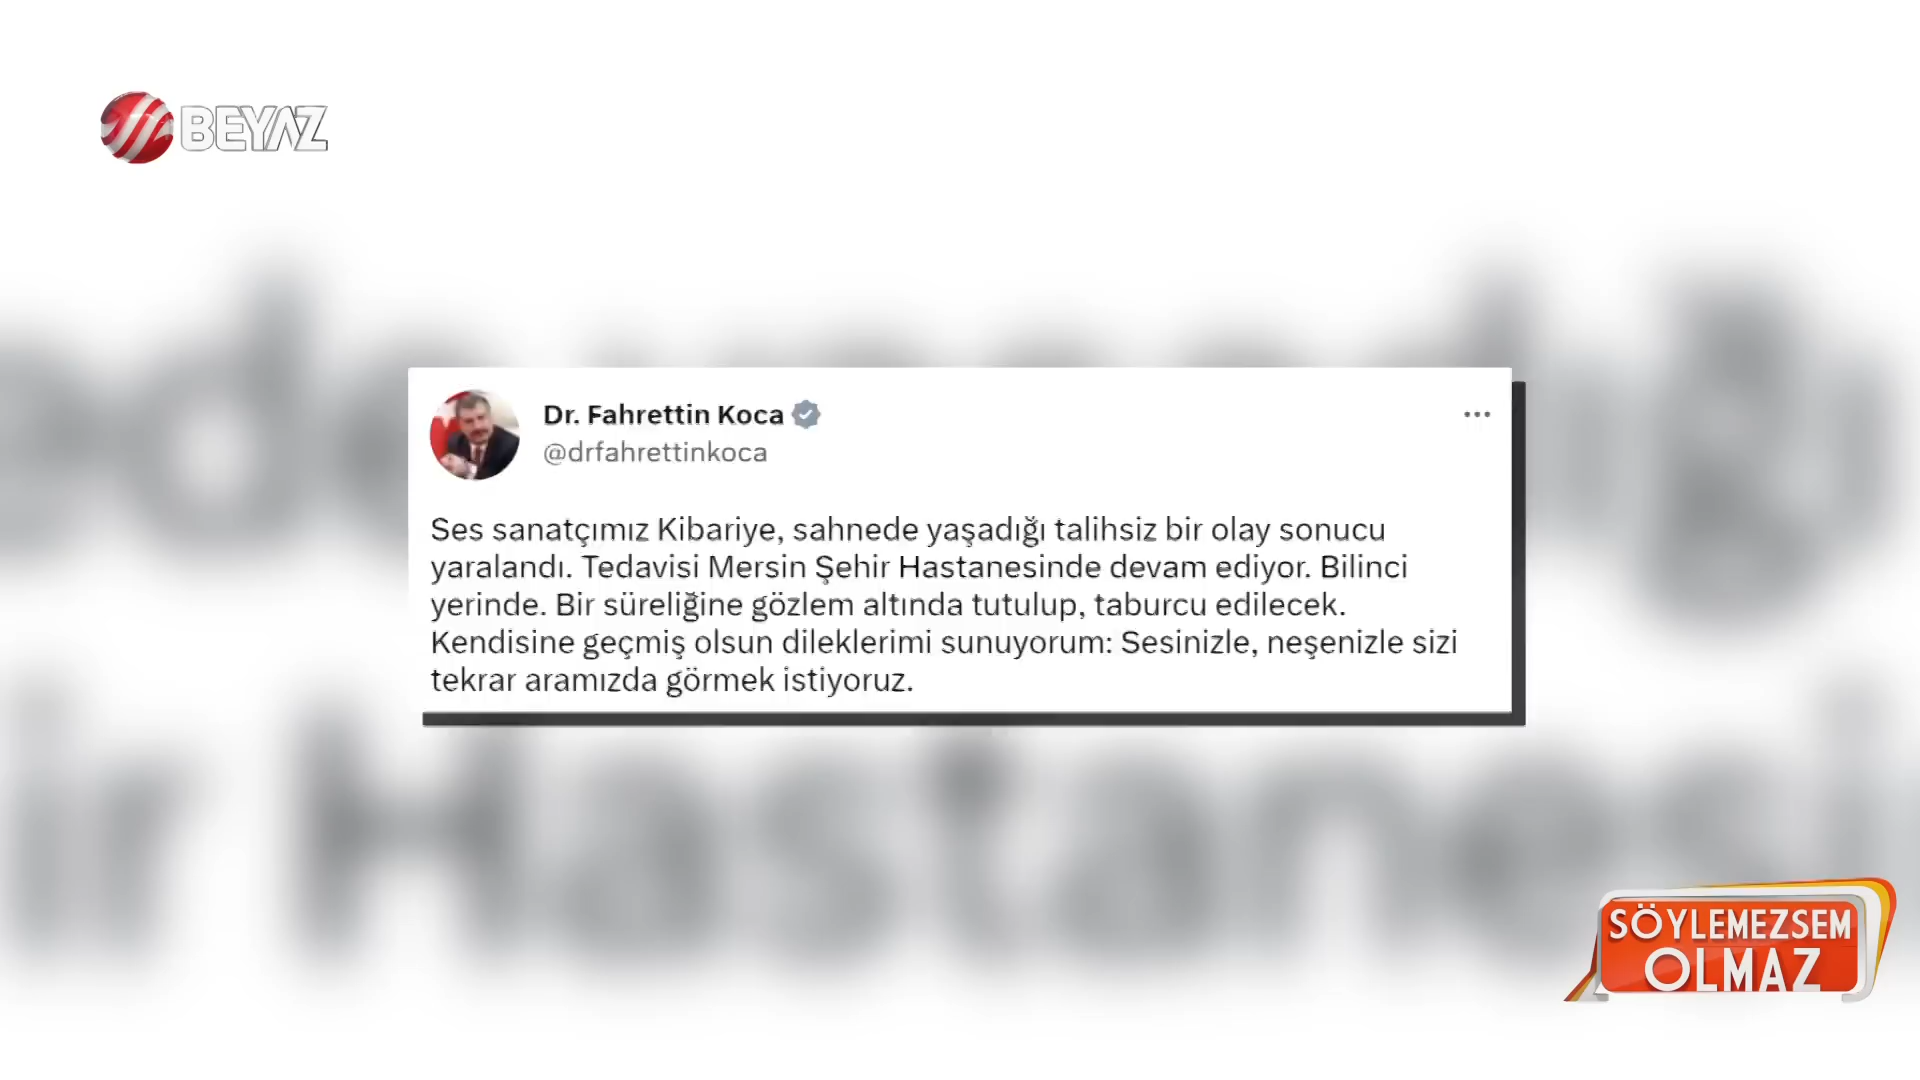 BEYAZ
Dr. Fahrettin Koca
@drfahrettinkoca
Ses sanatçımız Kibariye, sahnede yaşadığı talihsiz bir olay sonucu
yaralandı. Tedavisi Mersin Şehir Hastanesinde devam ediyor. Bilinci
yerinde. Bir süreliğine gözlem altında tutulup, taburcu edilecek.
Kendisine geçmiş olsun dileklerimi sunuyorum: Sesinizle, neşenizle sizi
tekrar aramızda görmek istiyoruz.
SÖYLEMEZSEM
OLMAZ